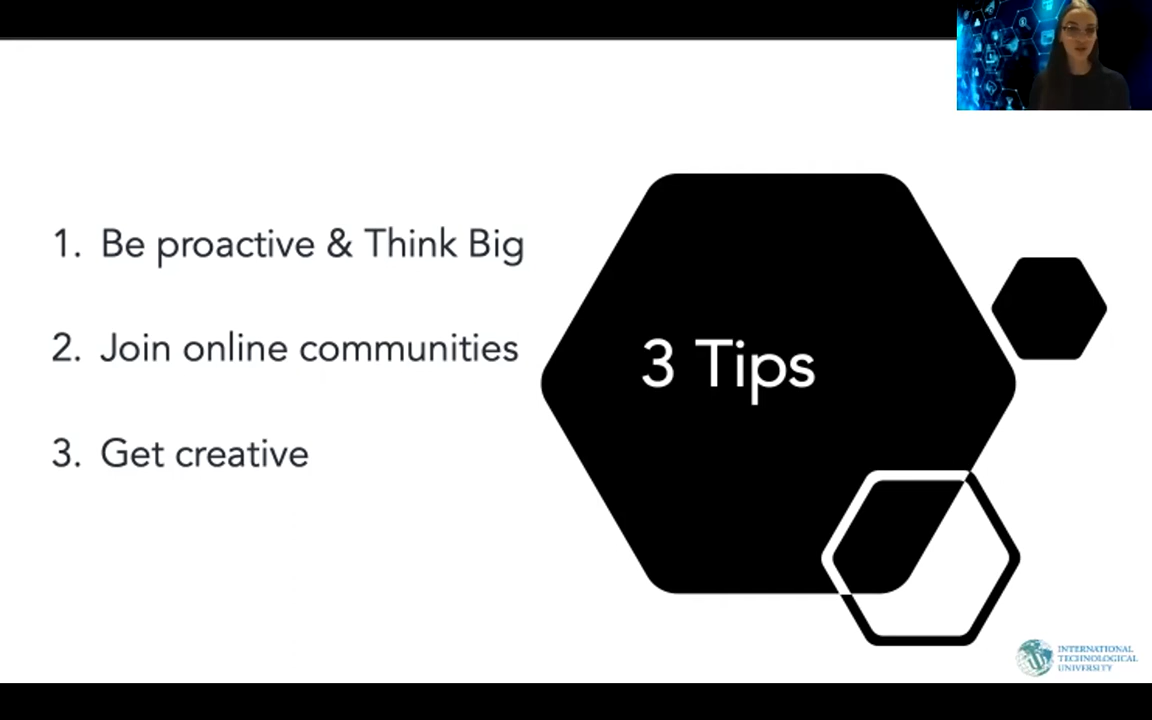 1. Be proactive & Think Big
2. Join online communities
3. Get creative
3 Tips
INTERNATIONAL
TECHNOLOGICAL
UNIVERSITY